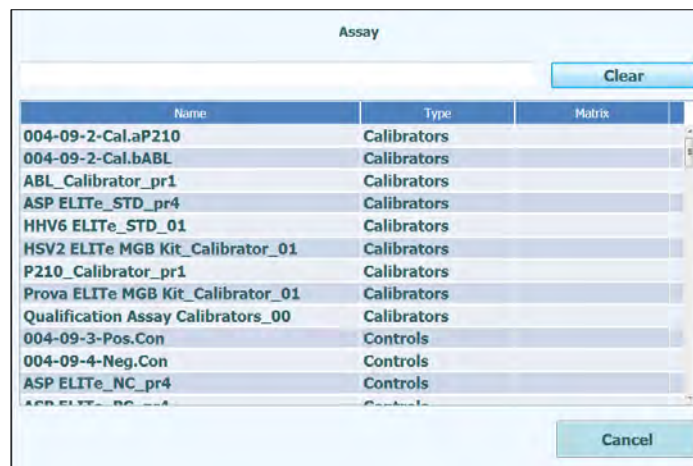 Assay
Clear
Name Type Matrix
004-09-2-Cal.aP210 Calibrators
004-09-2-Cal.bABL Calibrators
ABL_Calibrator_pr1 Calibrators
ASP ELITe_STD_pr4 Calibrators
HHV6 ELITe_STD_01 Calibrators
HSV2 ELITe MGB Kit_Calibrator_01 Calibrators
P210_Calibrator_pr1 Calibrators
Prova ELITe MGB Kit_Calibrator_01 Calibrators
Qualification Assay Calibrators_00 Calibrators
004-09-3-Pos.Con Controls
004-09-4-Neg.Con Controls
ASP ELITe_NC_pr4 Controls
Cancel